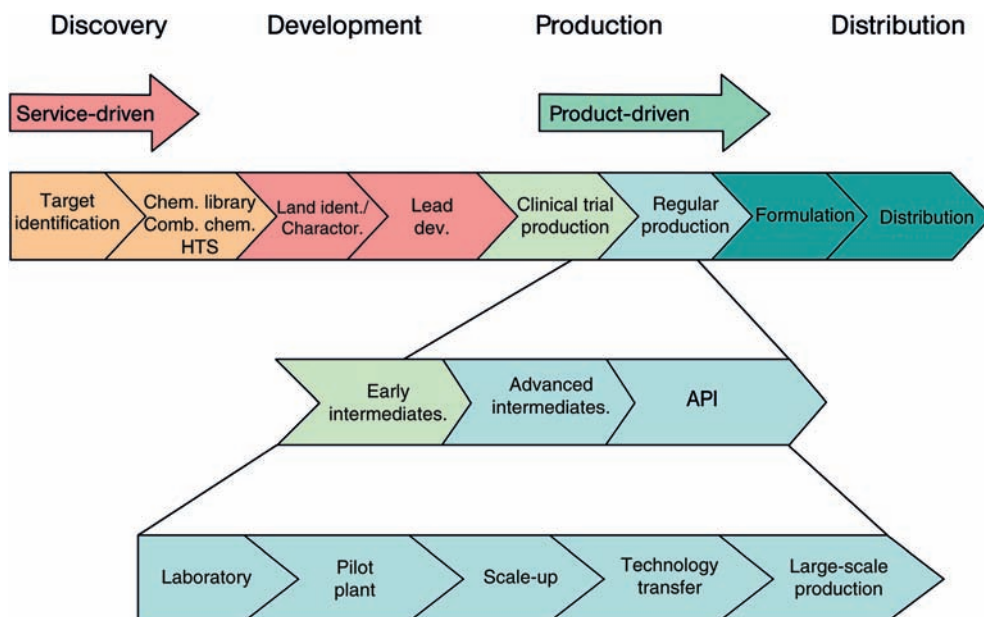 Discovery
Development
Production
Distribution
Service-driven
Product-driven
Target
identification
Chem. library
Comb. chem.
HTS
Land ident./
Charactor.
Lead
dev.
Clinical trial
production
Regular
production
Formulation
Distribution
Early
intermediates.
Advanced
intermediates.
API
Laboratory
Pilot
plant
Scale-up
Technology
transfer
Large-scale
production